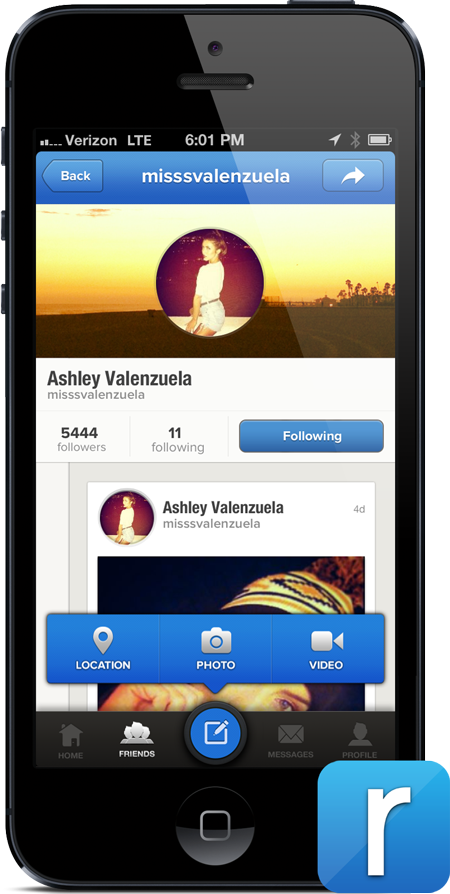 Verizon LTE 6:01 PM
Back misssvalenzuela
Ashley Valenzuela
misssvalenzuela
5444 11 Following
followers following
Ashley Valenzuela 4d
misssvalenzuela
LOCATION PHOTO VIDEO
HOME FRIENDS MESSAGES PROFILE
r